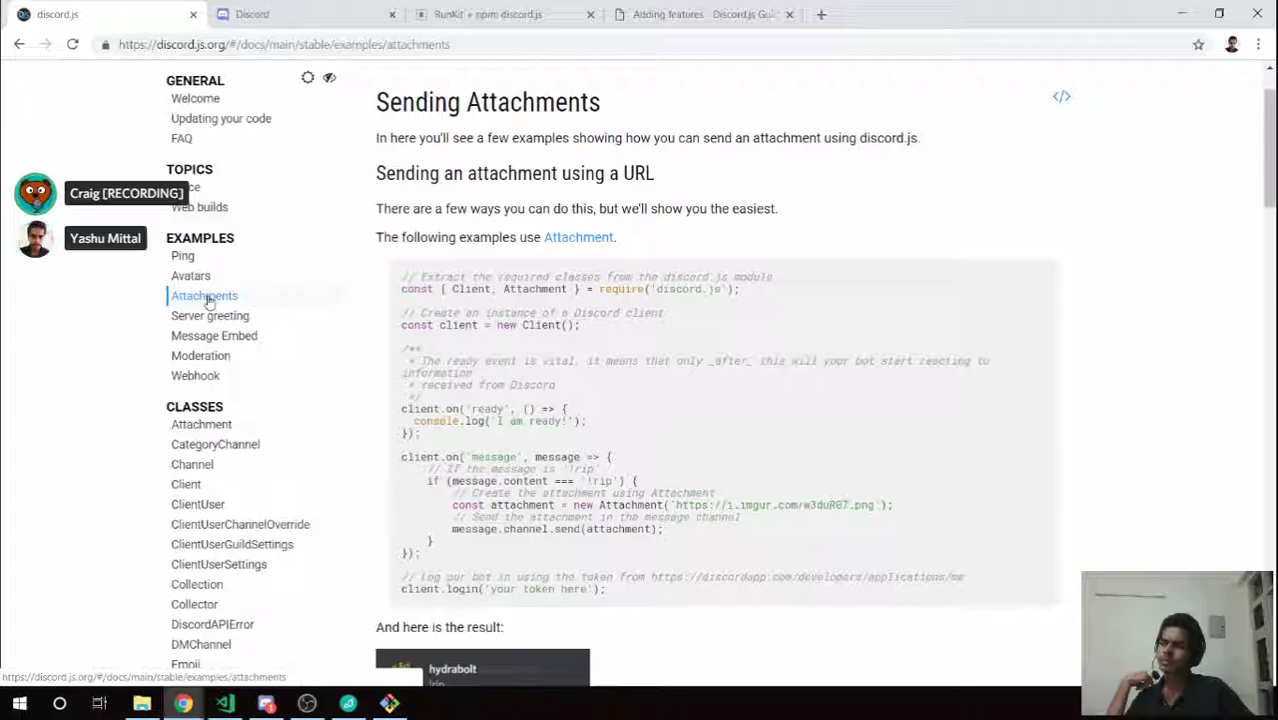 discord.js
Discord
RunKit + npm: discord.js
Adding features · Discord.js Gui
https://discord.js.org/#/docs/main/stable/examples/attachments
GENERAL
Welcome
Updating your code
FAQ
TOPICS
Web builds
EXAMPLES
Ping
Avatars
Attachments
Server greeting
Message Embed
Moderation
Webhook
CLASSES
Attachment
CategoryChannel
Channel
Client
ClientUser
ClientUserChannelOverride
ClientUserGuildSettings
ClientUserSettings
Collection
Collector
DiscordAPIError
DMChannel
Emoji
Craig [RECORDING]
Yashu Mittal
Sending Attachments
</>
In here you'll see a few examples showing how you can send an attachment using discord.js.
Sending an attachment using a URL
There are a few ways you can do this, but we'll show you the easiest.
The following examples use Attachment.
// Extract the required classes from the discord.js module
const { Client, Attachment } = require('discord.js');
// Create an instance of a Discord client
const client = new Client();
/**
* The ready event is vital, it means that only _after_ this will your bot start reacting to
information
* received from Discord
*/
client.on('ready', () => {
console.log('I am ready!');
});
client.on('message', message => {
// If the message is '!rip'
if (message.content === '!rip') {
// Create the attachment using Attachment
const attachment = new Attachment('https://i.imgur.com/w3duR07.png');
// Send the attachment in the message channel
message.channel.send(attachment);
}
});
// Log our bot in using the token from https://discordapp.com/developers/applications/me
client.login('your token here');
And here is the result:
hydrabolt
!rip
https://discord.js.org/#/docs/main/stable/examples/attachments